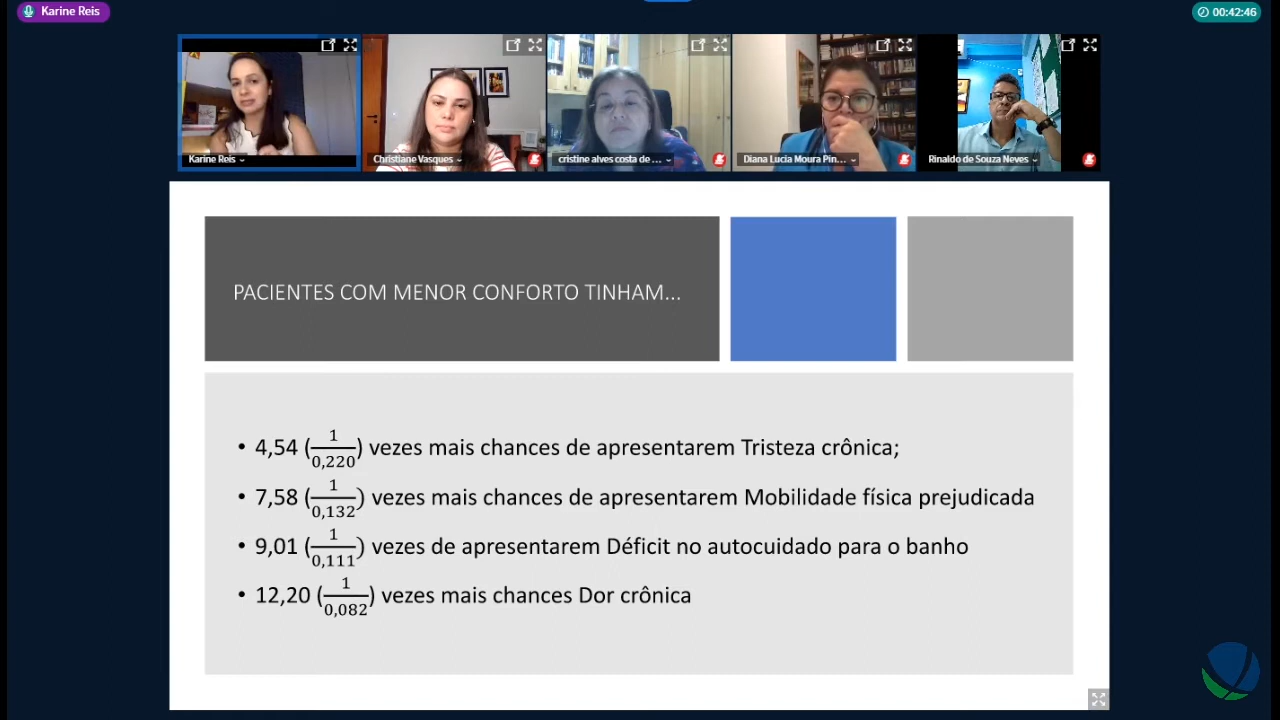 Karine Reis
00:42:46
Karine Reis
Christiane Vasques
cristine alves costa de ...
Diana Lucia Moura Pin...
Rinaldo de Souza Neves
PACIENTES COM MENOR CONFORTO TINHAM...
• 4,54 (1/0,220) vezes mais chances de apresentarem Tristeza crônica;
• 7,58 (1/0,132) vezes mais chances de apresentarem Mobilidade física prejudicada
• 9,01 (1/0,111) vezes de apresentarem Déficit no autocuidado para o banho
• 12,20 (1/0,082) vezes mais chances Dor crônica